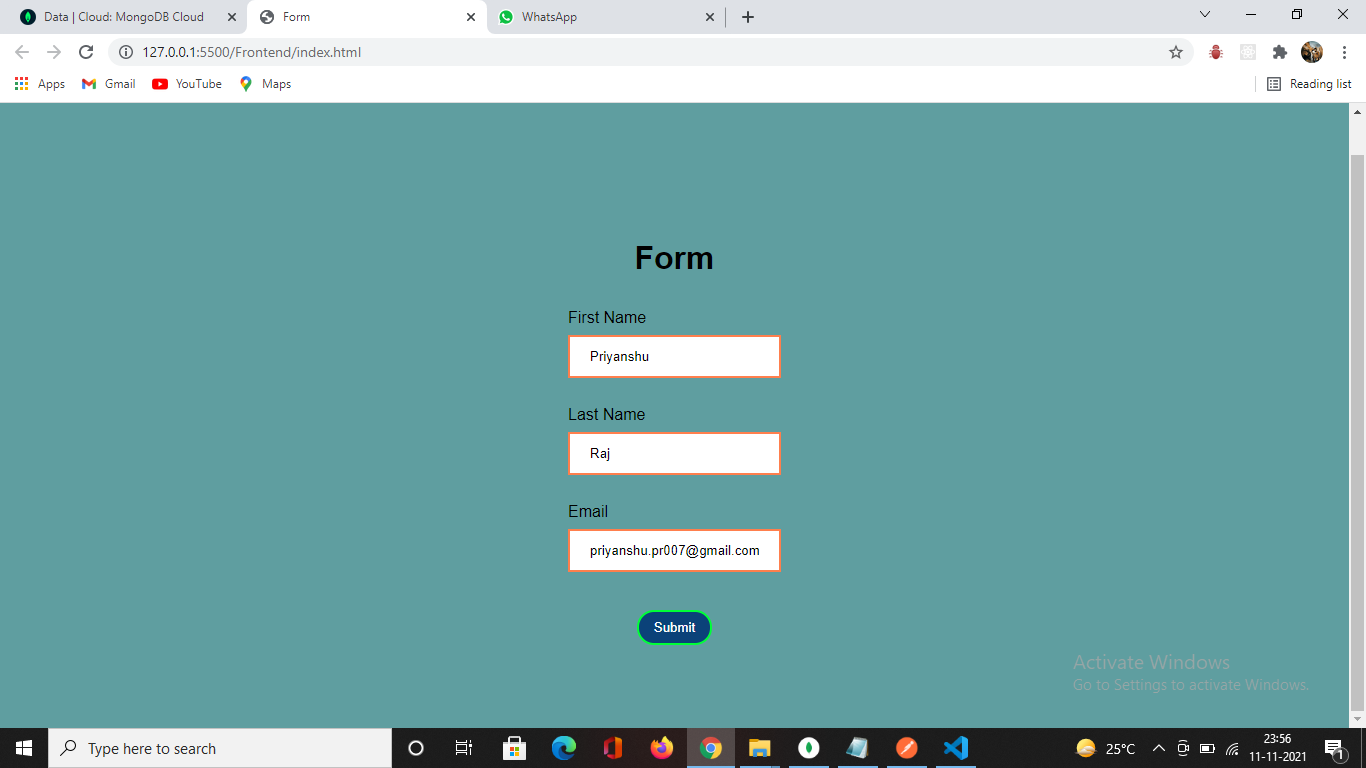 Data | Cloud: MongoDB Cloud
Form
WhatsApp
127.0.0.1:5500/Frontend/index.html
Apps
Gmail
YouTube
Maps
Reading list
Form
First Name
Priyanshu
Last Name
Raj
Email
priyanshu.pr007@gmail.com
Submit
Activate Windows
Go to Settings to activate Windows.
Type here to search
25°C
23:56
11-11-2021
1